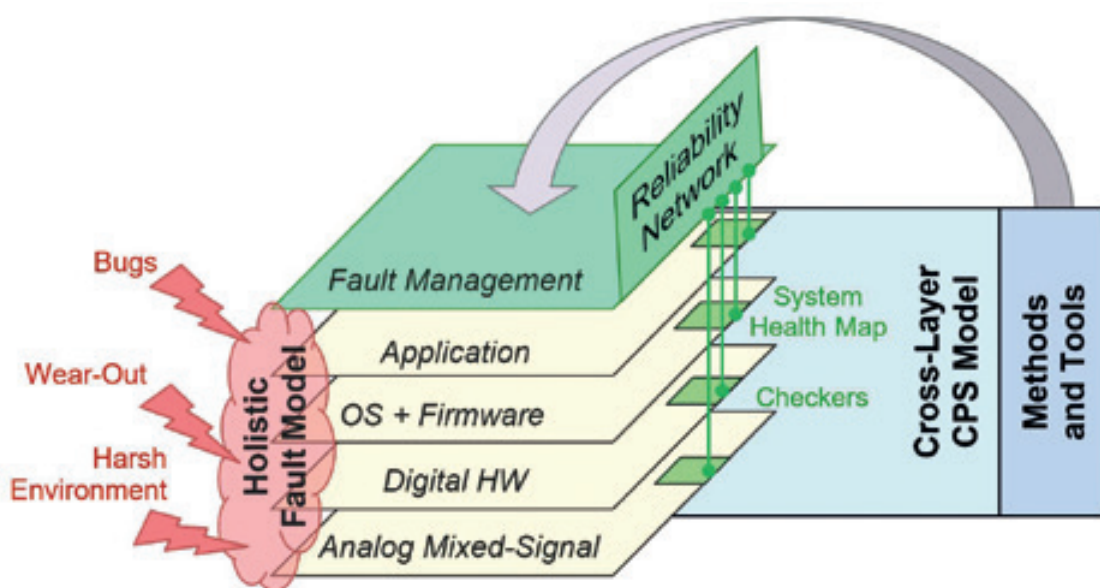 Reliability
Network
Fault Management
Bugs
Wear-Out
Harsh
Environment
Holistic
Fault Model
Application
OS + Firmware
Digital HW
Analog Mixed-Signal
System
Health Map
Checkers
Cross-Layer
CPS Model
Methods
and Tools